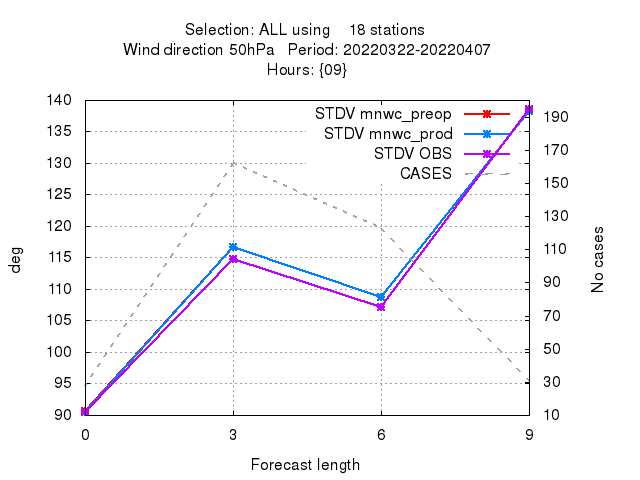 Selection: ALL using    18 stations
Wind direction 50hPa   Period: 20220322-20220407
Hours: {09}
140
135
130
125
120
115
110
105
100
95
90
deg
STDV mnwc_preop
STDV mnwc_prod
STDV OBS
CASES
190
170
150
130
110
90
70
50
30
10
No cases
0 3 6 9
Forecast length